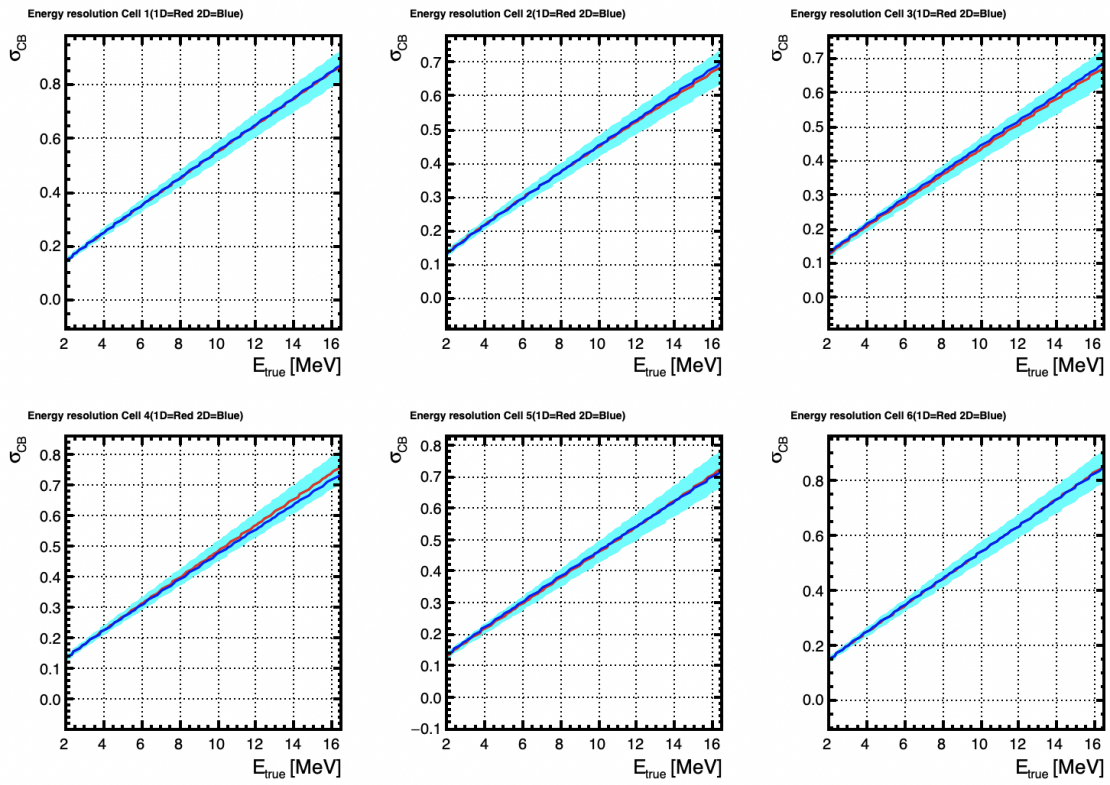 Energy resolution Cell 1(1D=Red 2D=Blue)
σCB
0.8
0.6
0.4
0.2
0.0
2 4 6 8 10 12 14 16
Etrue [MeV]
Energy resolution Cell 2(1D=Red 2D=Blue)
σCB
0.7
0.6
0.5
0.4
0.3
0.2
0.1
0.0
2 4 6 8 10 12 14 16
Etrue [MeV]
Energy resolution Cell 3(1D=Red 2D=Blue)
σCB
0.7
0.6
0.5
0.4
0.3
0.2
0.1
0.0
2 4 6 8 10 12 14 16
Etrue [MeV]
Energy resolution Cell 4(1D=Red 2D=Blue)
σCB
0.8
0.7
0.6
0.5
0.4
0.3
0.2
0.1
0.0
2 4 6 8 10 12 14 16
Etrue [MeV]
Energy resolution Cell 5(1D=Red 2D=Blue)
σCB
0.8
0.7
0.6
0.5
0.4
0.3
0.2
0.1
0.0
−0.1
2 4 6 8 10 12 14 16
Etrue [MeV]
Energy resolution Cell 6(1D=Red 2D=Blue)
σCB
0.8
0.6
0.4
0.2
0.0
2 4 6 8 10 12 14 16
Etrue [MeV]